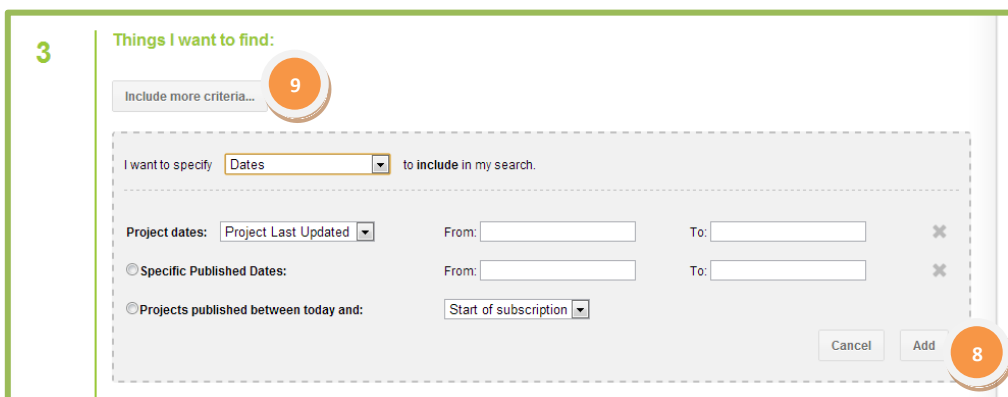 3
Things I want to find:
9
Include more criteria...
I want to specify Dates to include in my search.
Project dates: Project Last Updated From: To:
Specific Published Dates: From: To:
Projects published between today and: Start of subscription
Cancel Add 8